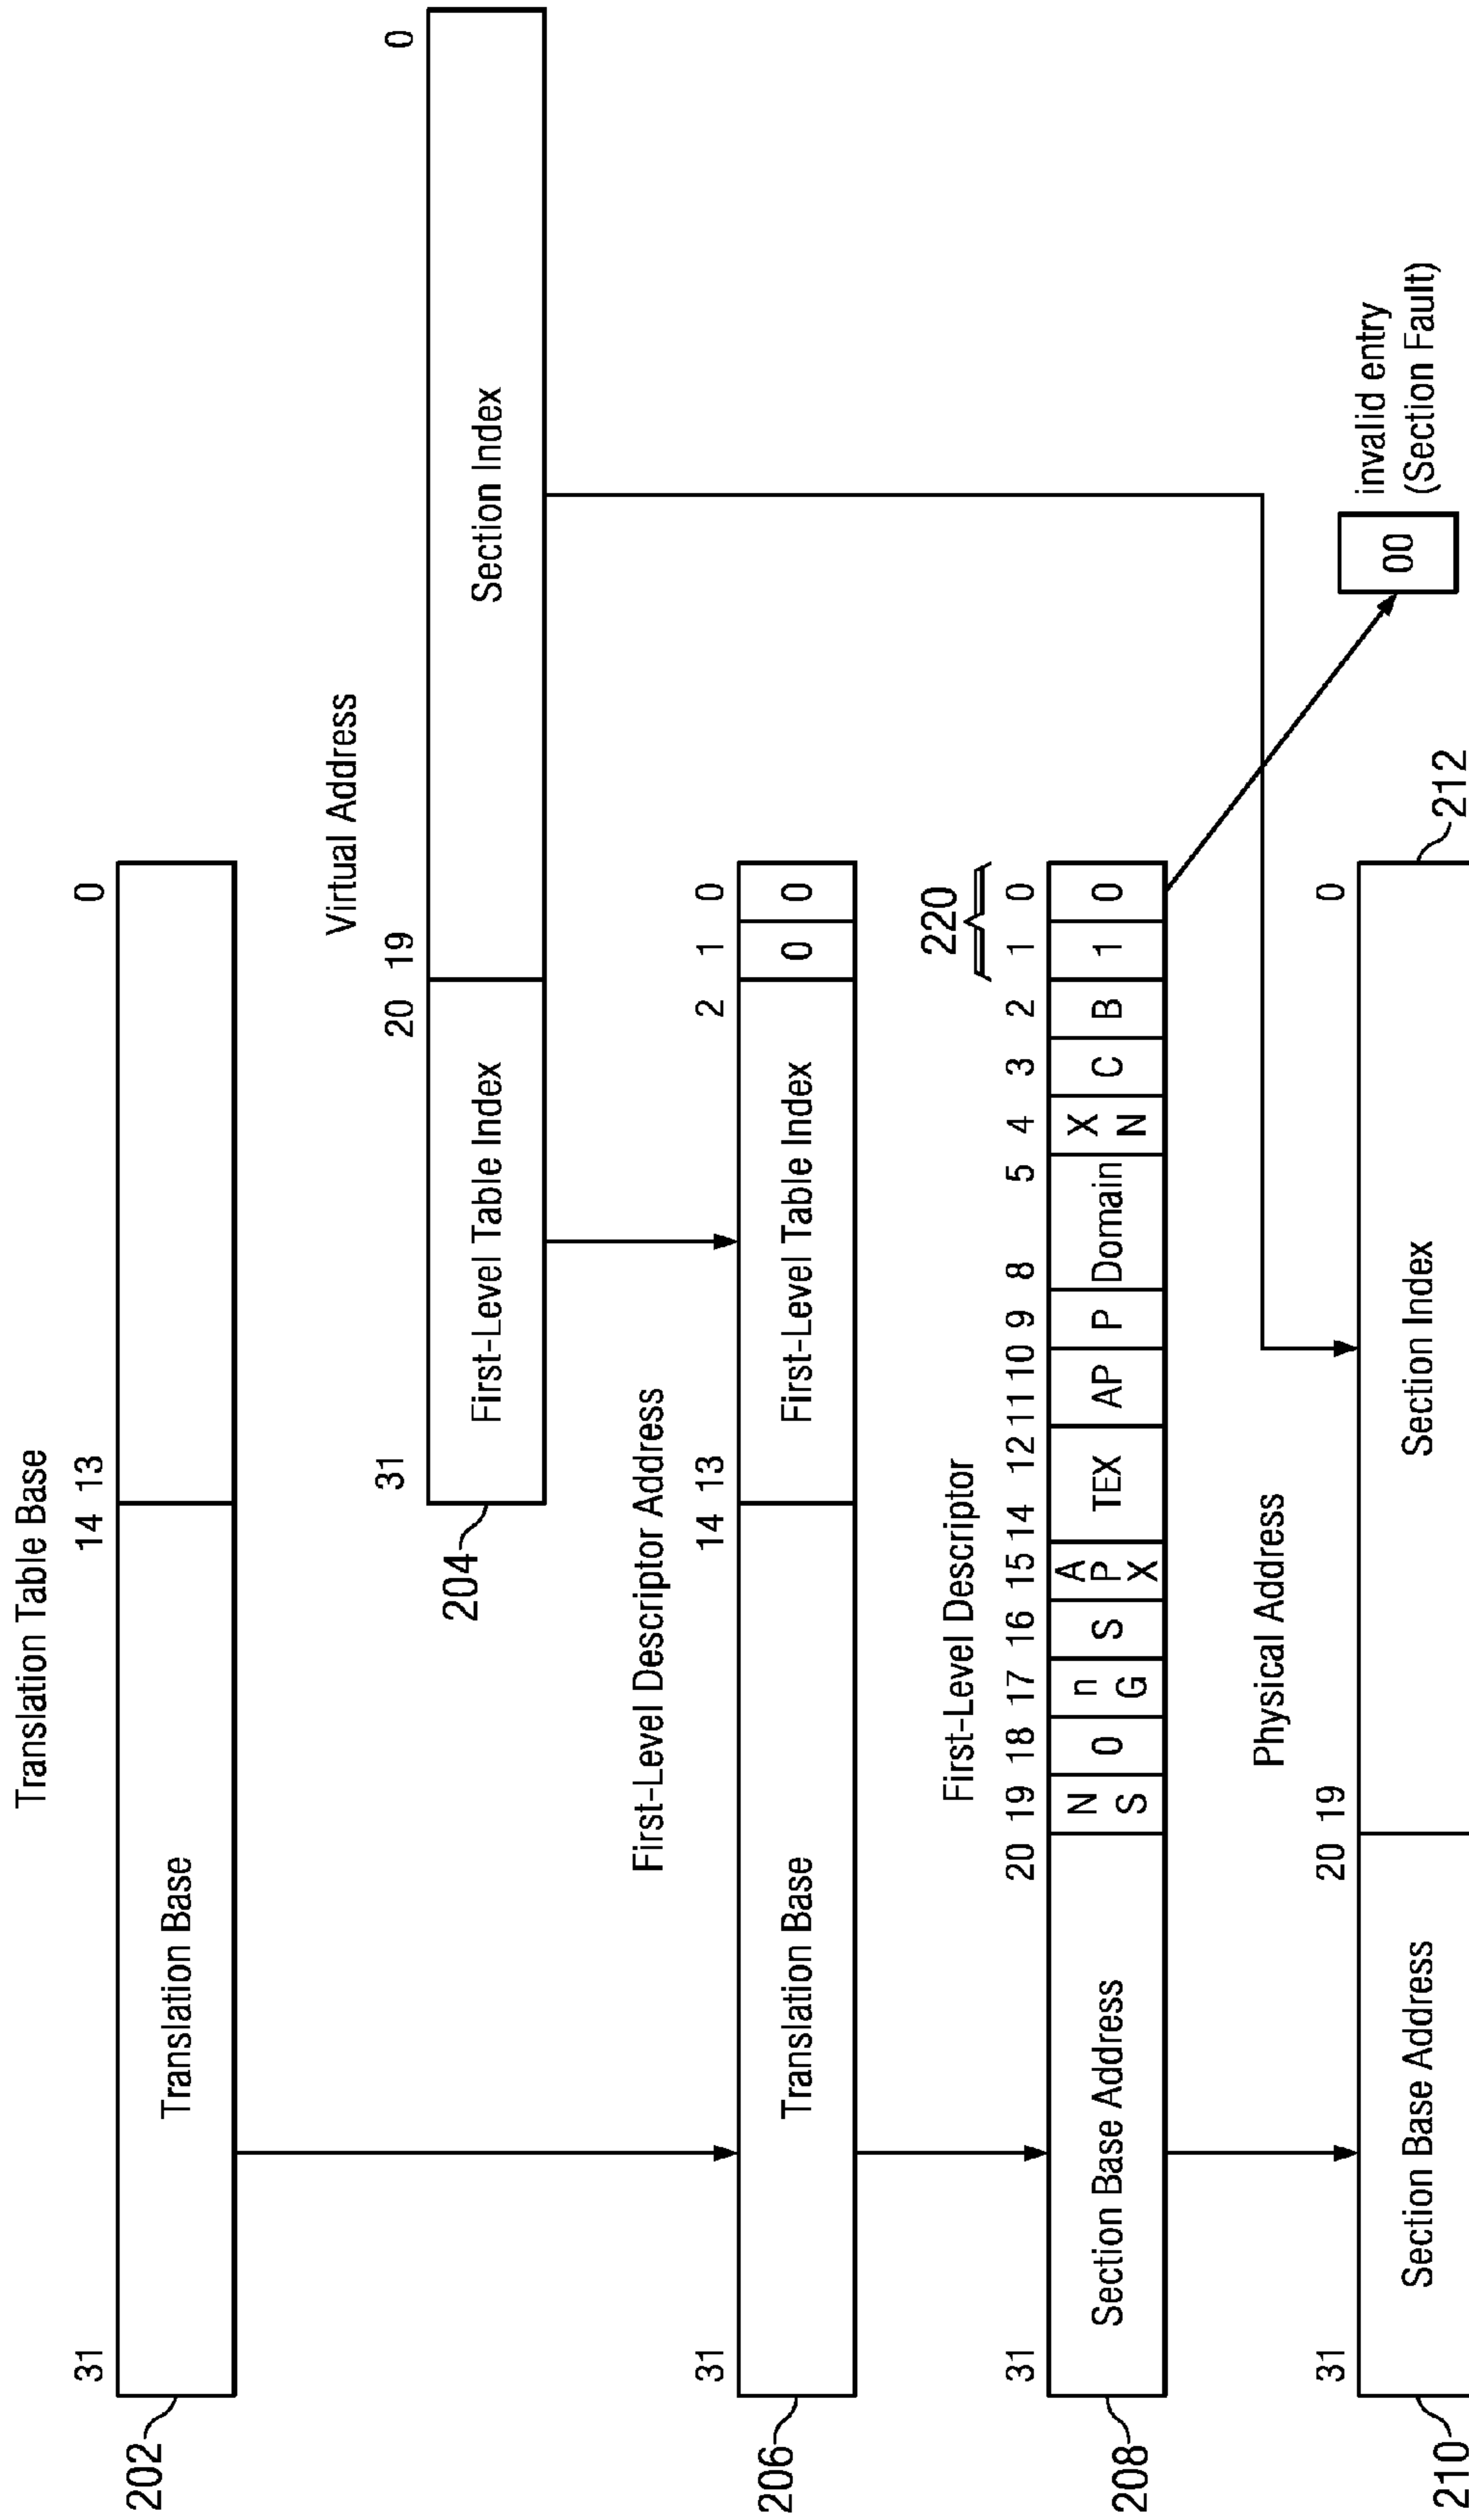 Translation Table Base
31 14 13 0
202 Translation Base
Virtual Address
31 20 19 0
204 First-Level Table Index Section Index
First-Level Descriptor Address
31 14 13 2 1 0
206 Translation Base First-Level Table Index 0 0
First-Level Descriptor
220
31 20 19 18 17 16 15 14 12 11 10 9 8 5 4 3 2 1 0
208 Section Base Address NS 0 nG S APX TEX AP P Domain XN C B 1 0
Physical Address
31 20 19 0
210 Section Base Address Section Index
212
00
invalid entry
(Section Fault)